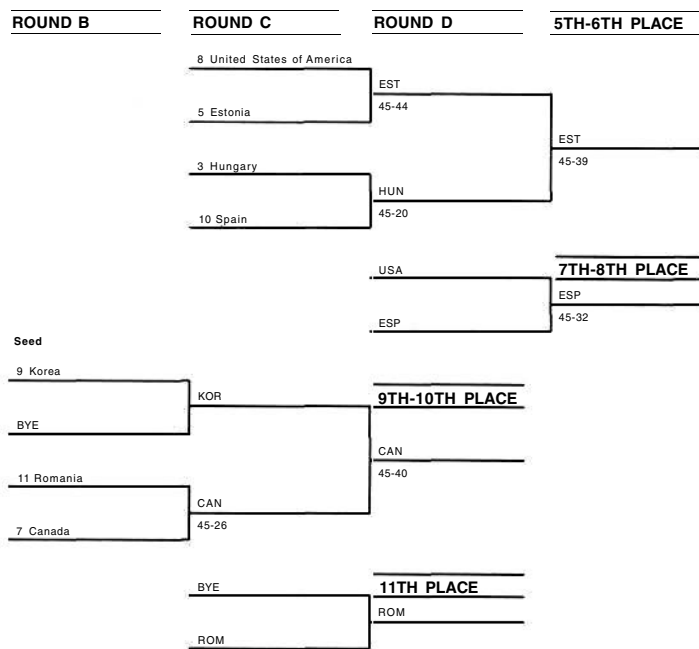 ROUND B ROUND C ROUND D 5TH-6TH PLACE
8 United States of America
EST
45-44
5 Estonia
EST
45-39
3 Hungary
HUN
45-20
10 Spain
USA
7TH-8TH PLACE
ESP
45-32
ESP
Seed
9 Korea
KOR
9TH-10TH PLACE
BYE
CAN
45-40
11 Romania
CAN
45-26
7 Canada
BYE
11TH PLACE
ROM
ROM